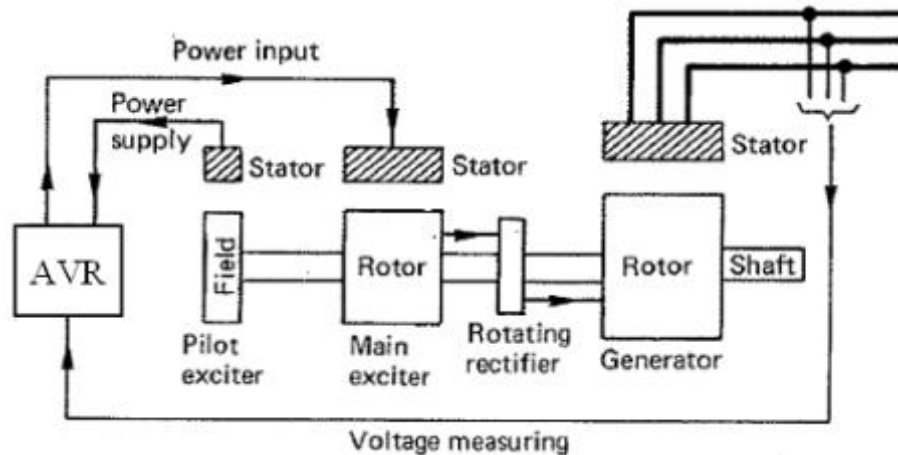 Power input
Power
supply
Stator
Stator
Stator
AVR
Field
Rotor
Rotor
Shaft
Pilot
exciter
Main
exciter
Rotating
rectifier
Generator
Voltage measuring